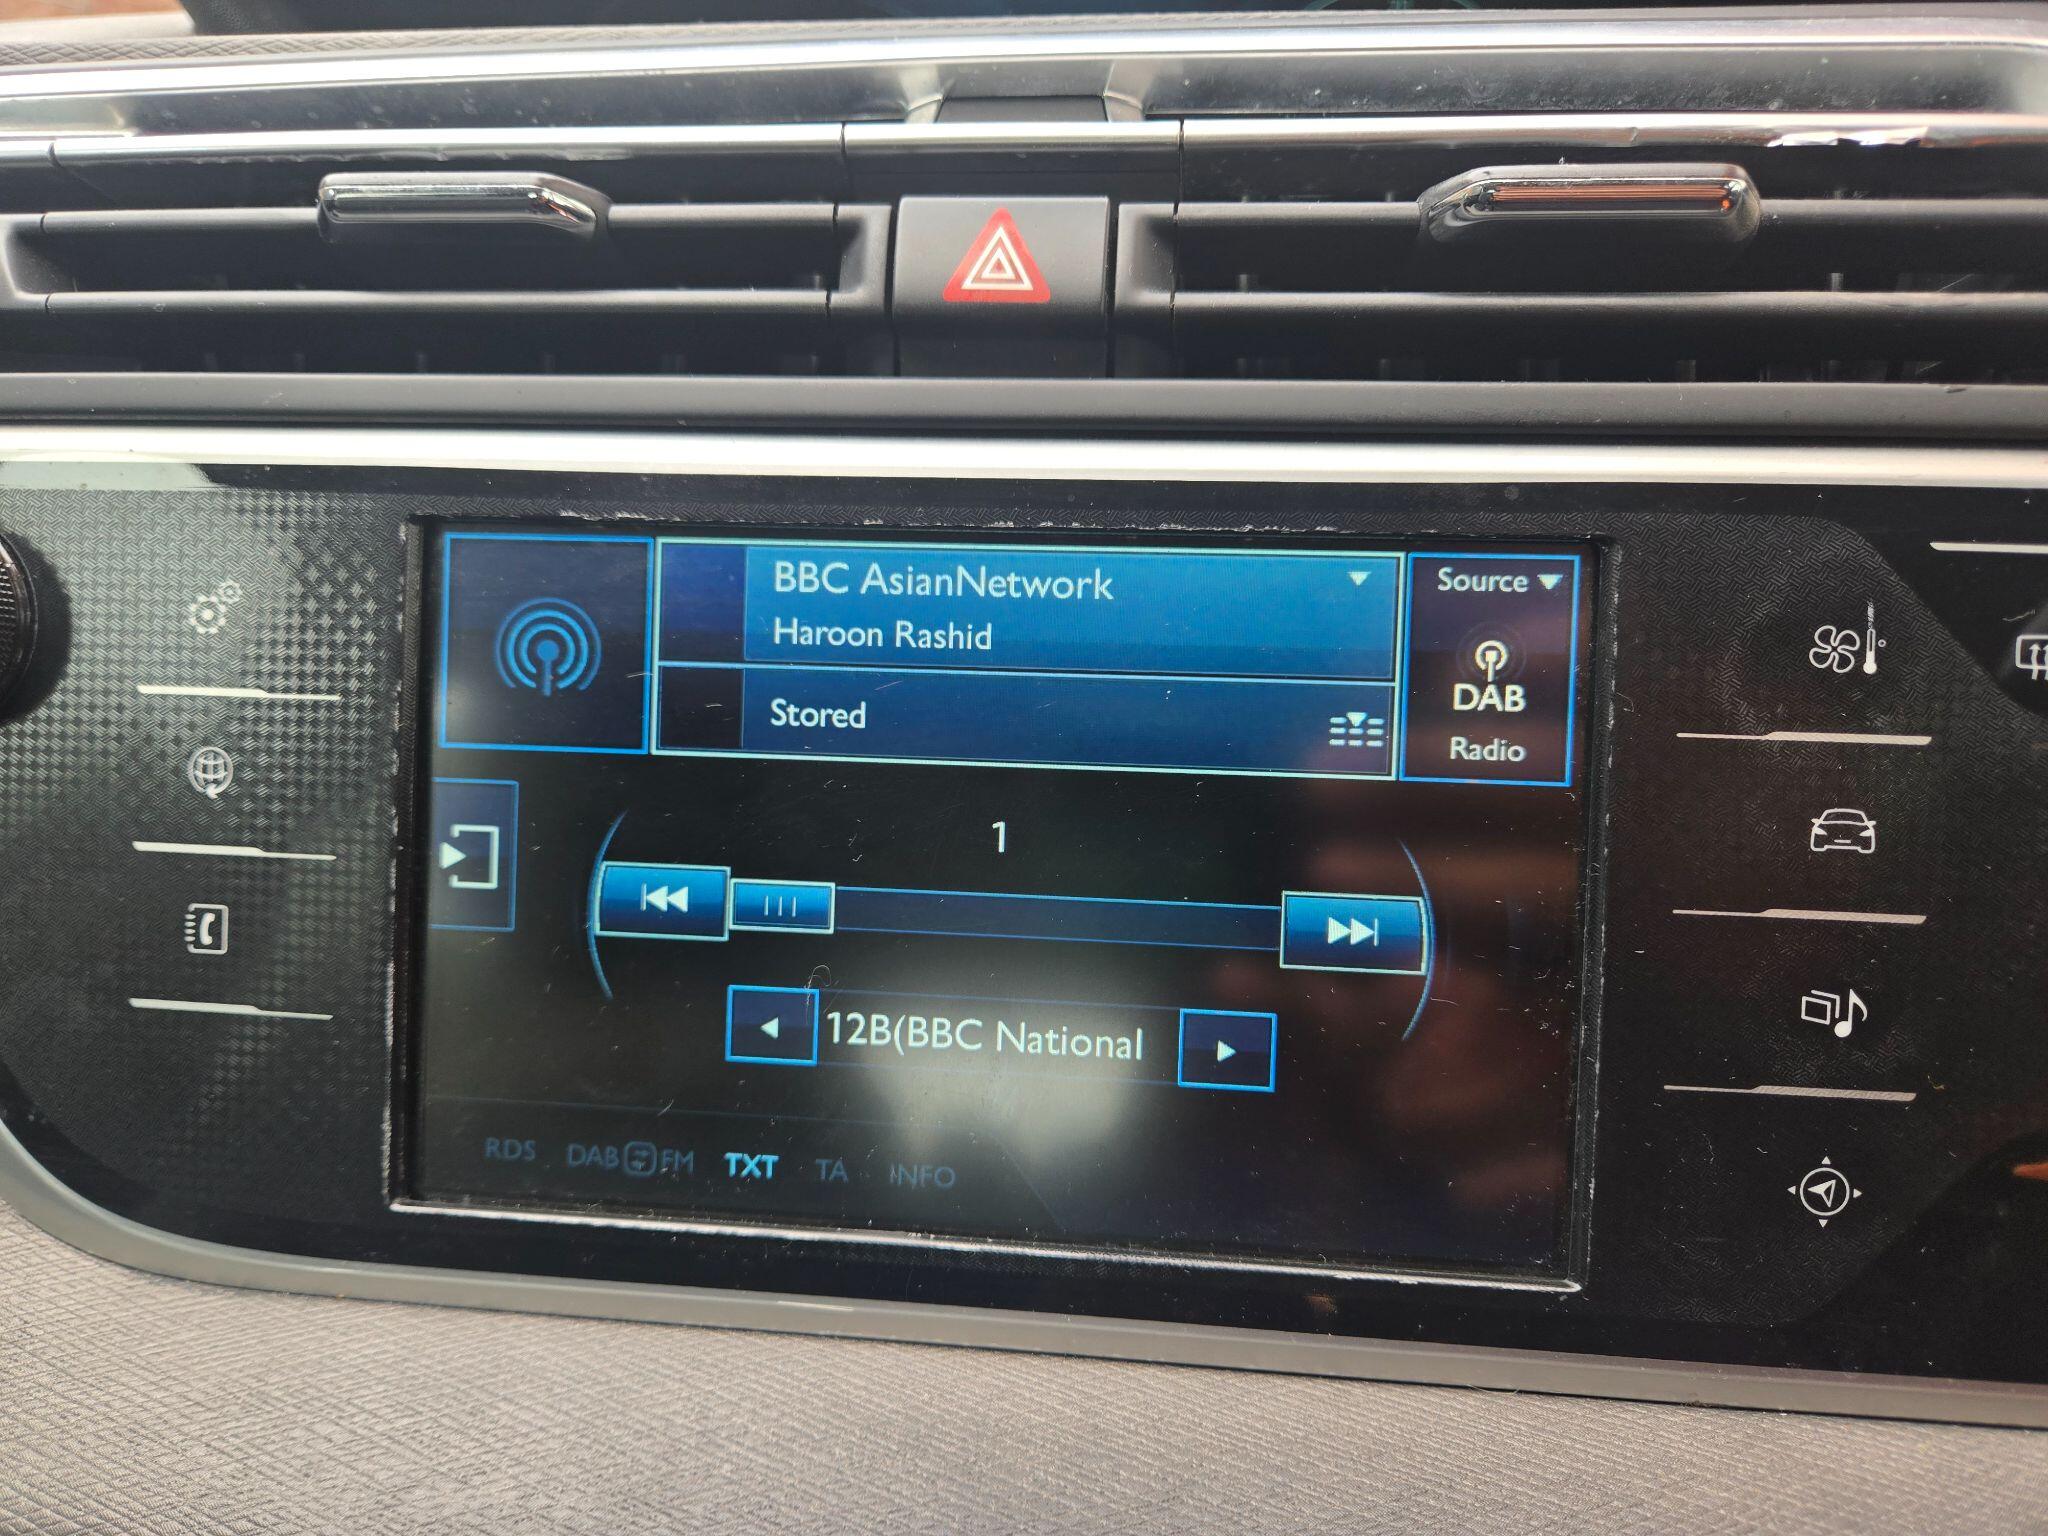 BBC AsianNetwork
Haroon Rashid
Source
Stored
DAB
Radio
1
12B(BBC National
RDS DAB FM TXT TA INFO